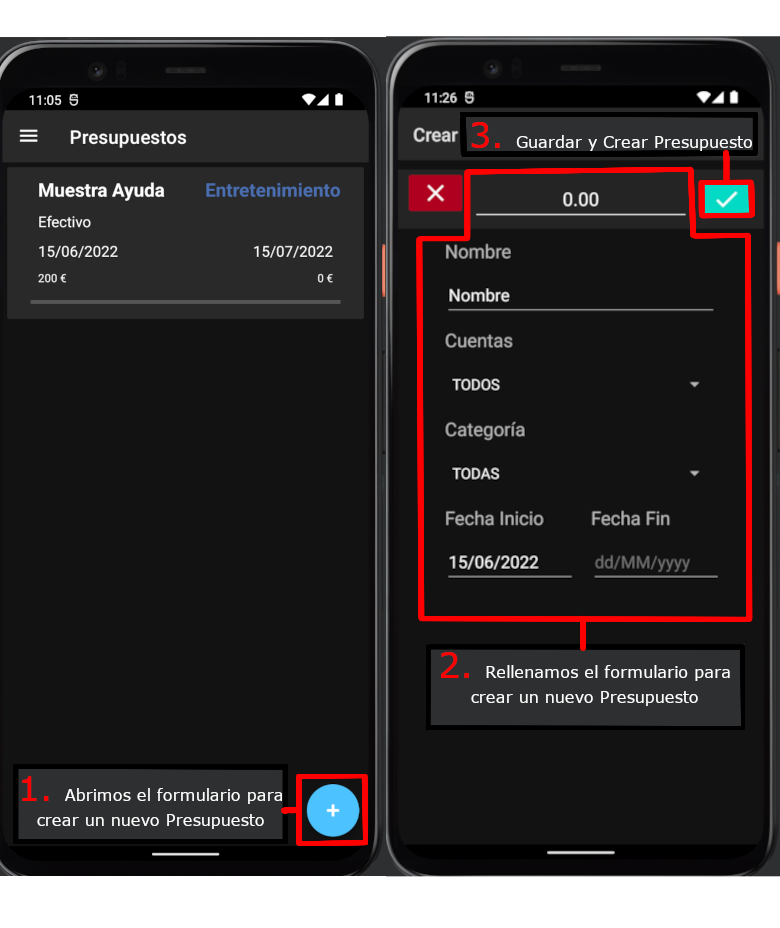 11:05
Presupuestos
Muestra Ayuda Entretenimiento
Efectivo
15/06/2022 15/07/2022
200 € 0 €
1. Abrimos el formulario para
crear un nuevo Presupuesto
+
11:26
Crear
3. Guardar y Crear Presupuesto
0.00
Nombre
Nombre
Cuentas
TODOS
Categoría
TODAS
Fecha Inicio Fecha Fin
15/06/2022 dd/MM/yyyy
2. Rellenamos el formulario para
crear un nuevo Presupuesto